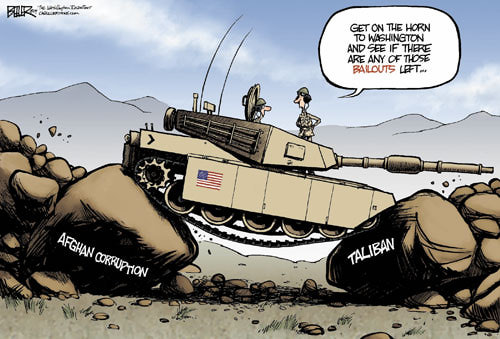 THE WASHINGTON EXAMINER
GET ON THE HORN
TO WASHINGTON
AND SEE IF THERE
ARE ANY OF THOSE
BAILOUTS LEFT...
AFGHAN CORRUPTION
TALIBAN